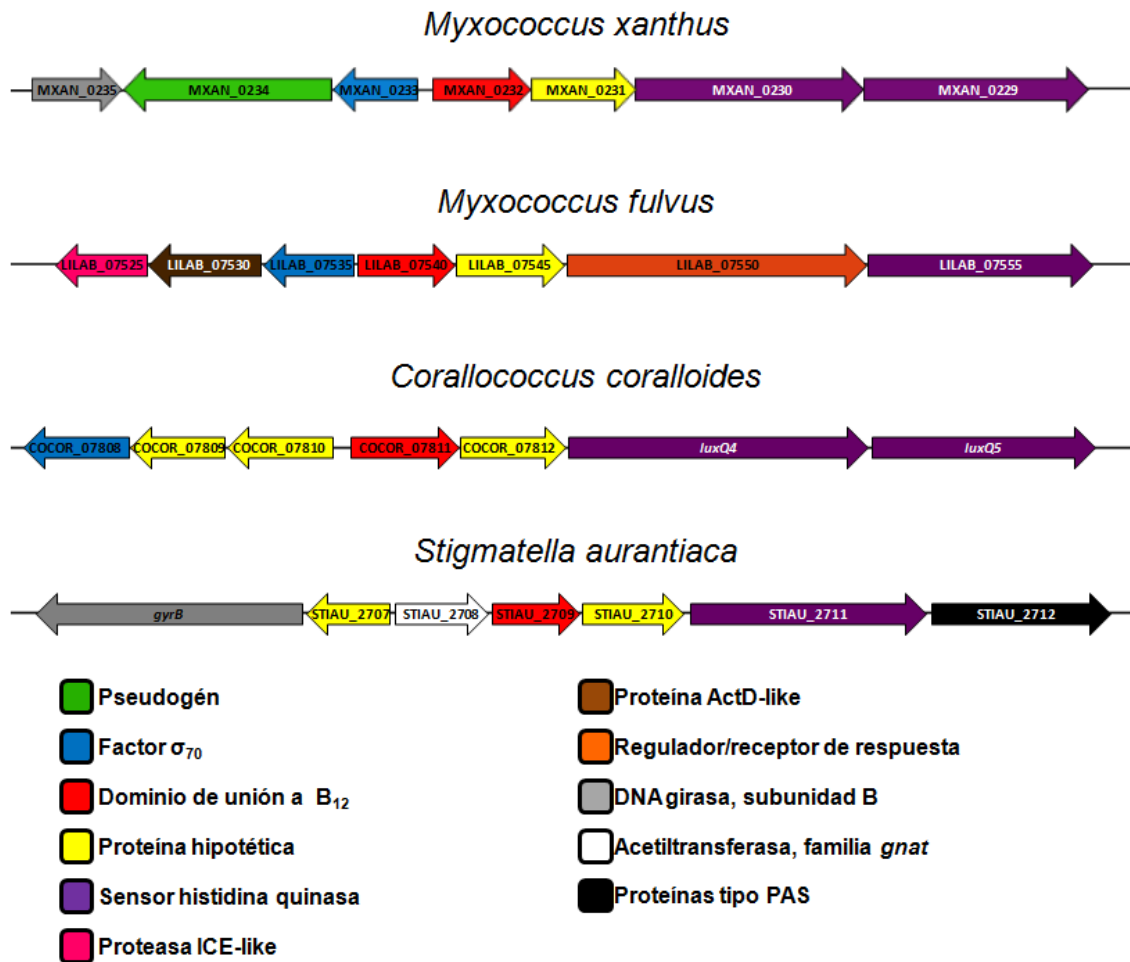 Myxococcus xanthus
MXAN_0235 MXAN_0234 MXAN_0233 MXAN_0232 MXAN_0231 MXAN_0230 MXAN_0229
Myxococcus fulvus
LILAB_07525 LILAB_07530 LILAB_07535 LILAB_07540 LILAB_07545 LILAB_07550 LILAB_07555
Corallococcus coralloides
COCOR_07808 COCOR_07809 COCOR_07810 COCOR_07811 COCOR_07812 luxQ4 luxQ5
Stigmatella aurantiaca
gyrB STIAU_2707 STIAU_2708 STIAU_2709 STIAU_2710 STIAU_2711 STIAU_2712
Pseudogén
Factor σ70
Dominio de unión a B12
Proteína hipotética
Sensor histidina quinasa
Proteasa ICE-like
Proteína ActD-like
Regulador/receptor de respuesta
DNA girasa, subunidad B
Acetiltransferasa, familia gnat
Proteínas tipo PAS